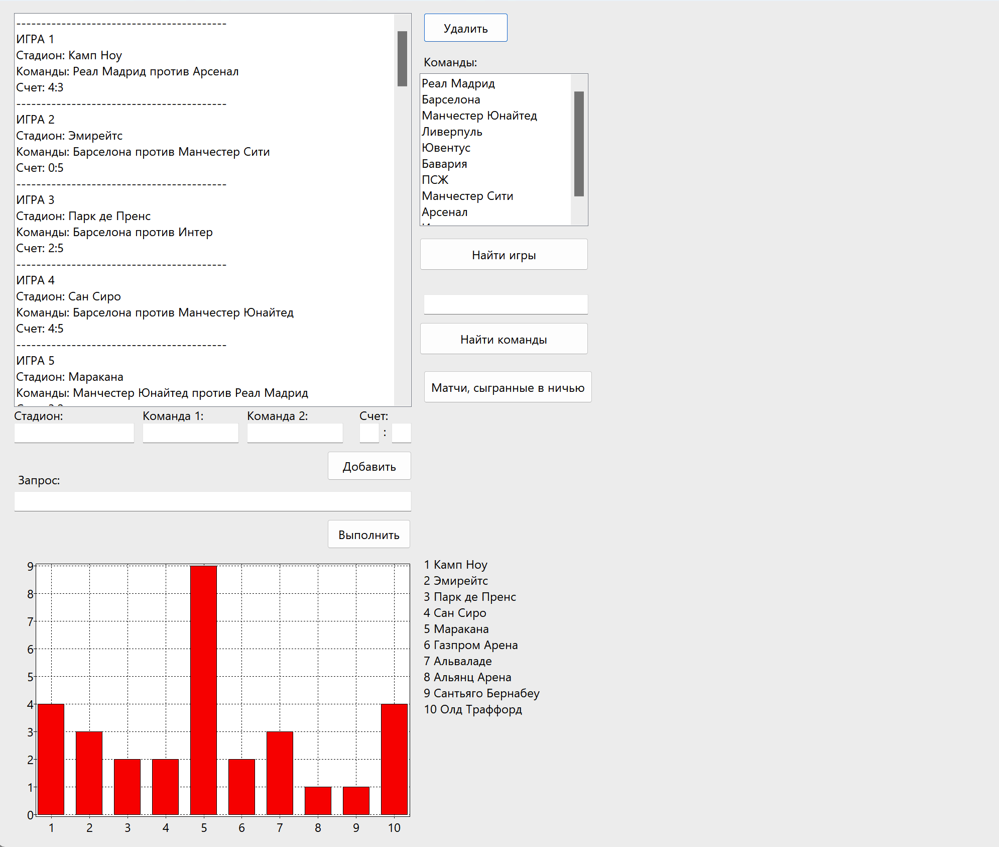 ------------------------------------------
ИГРА 1
Стадион: Камп Ноу
Команды: Реал Мадрид против Арсенал
Счет: 4:3
------------------------------------------
ИГРА 2
Стадион: Эмирейтс
Команды: Барселона против Манчестер Сити
Счет: 0:5
------------------------------------------
ИГРА 3
Стадион: Парк де Пренс
Команды: Барселона против Интер
Счет: 2:5
------------------------------------------
ИГРА 4
Стадион: Сан Сиро
Команды: Барселона против Манчестер Юнайтед
Счет: 4:5
------------------------------------------
ИГРА 5
Стадион: Маракана
Команды: Манчестер Юнайтед против Реал Мадрид
Удалить
Команды:
Реал Мадрид
Барселона
Манчестер Юнайтед
Ливерпуль
Ювентус
Бавария
ПСЖ
Манчестер Сити
Арсенал
Найти игры
Найти команды
Матчи, сыгранные в ничью
Стадион: Команда 1: Команда 2: Счет:
:
Добавить
Запрос:
Выполнить
9
8
7
6
5
4
3
2
1
0
1 2 3 4 5 6 7 8 9 10
1 Камп Ноу
2 Эмирейтс
3 Парк де Пренс
4 Сан Сиро
5 Маракана
6 Газпром Арена
7 Альваладе
8 Альянц Арена
9 Сантьяго Бернабеу
10 Олд Траффорд